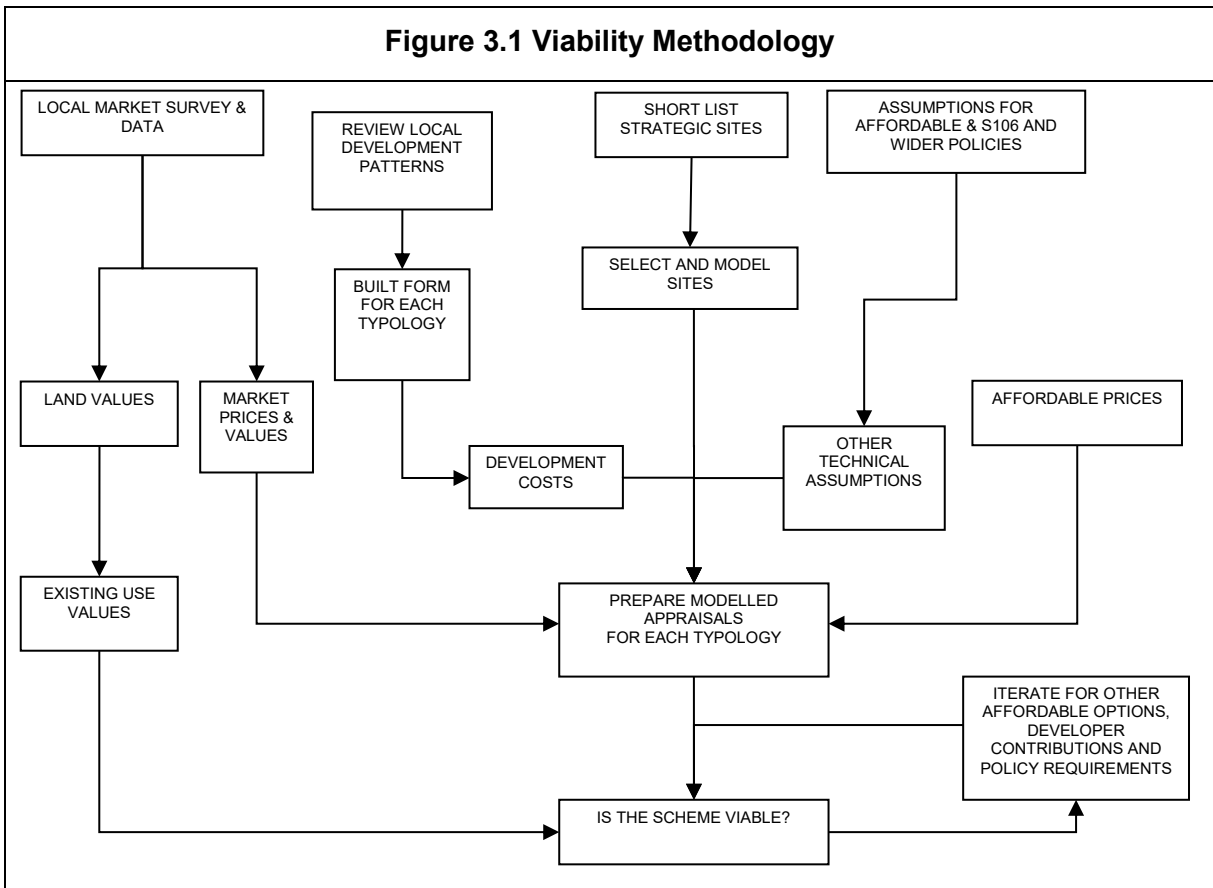 Figure 3.1 Viability Methodology
LOCAL MARKET SURVEY &
DATA
REVIEW LOCAL
DEVELOPMENT
PATTERNS
SHORT LIST
STRATEGIC SITES
ASSUMPTIONS FOR
AFFORDABLE & S106 AND
WIDER POLICIES
BUILT FORM
FOR EACH
TYPOLOGY
SELECT AND MODEL
SITES
LAND VALUES
MARKET
PRICES &
VALUES
AFFORDABLE PRICES
DEVELOPMENT
COSTS
OTHER
TECHNICAL
ASSUMPTIONS
EXISTING USE
VALUES
PREPARE MODELLED
APPRAISALS
FOR EACH TYPOLOGY
ITERATE FOR OTHER
AFFORDABLE OPTIONS,
DEVELOPER
CONTRIBUTIONS AND
POLICY REQUIREMENTS
IS THE SCHEME VIABLE?